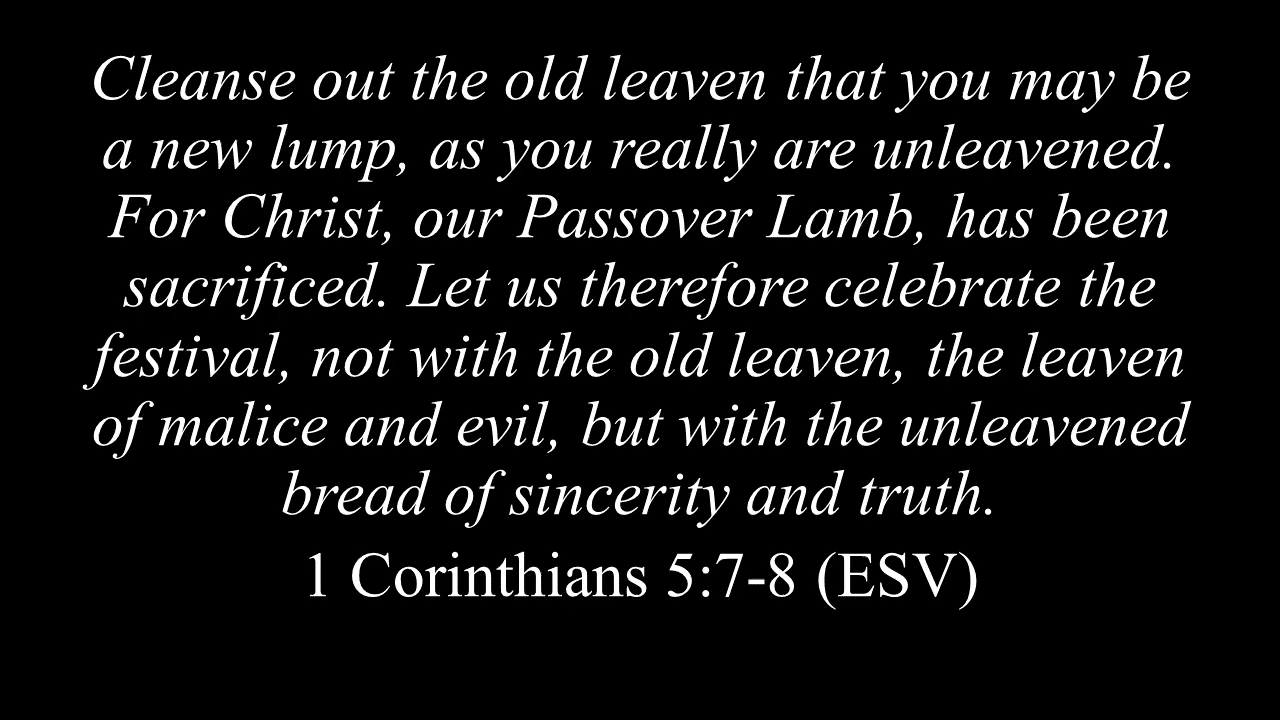 Cleanse out the old leaven that you may be
a new lump, as you really are unleavened.
For Christ, our Passover Lamb, has been
sacrificed. Let us therefore celebrate the
festival, not with the old leaven, the leaven
of malice and evil, but with the unleavened
bread of sincerity and truth.
1 Corinthians 5:7-8 (ESV)